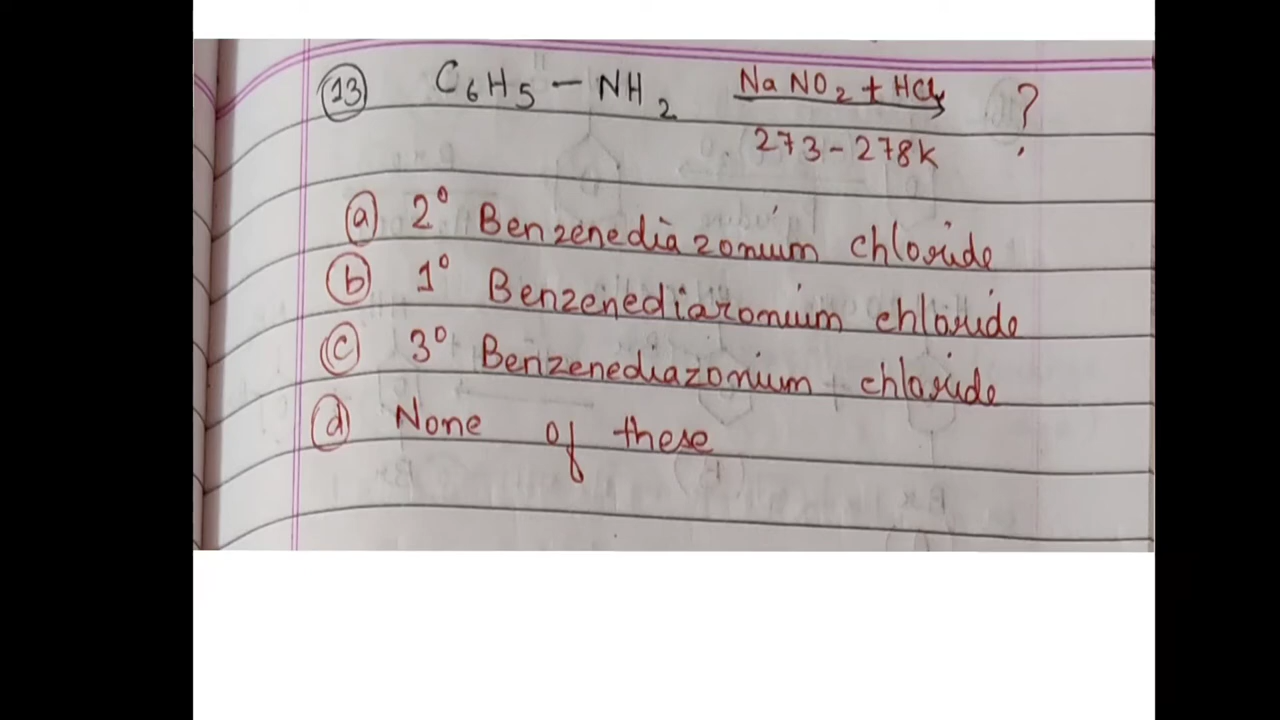 13 C6H5 - NH2 NaNO2 + HCl ?
273 - 278K
a 2° Benzenediazonium chloride
b 1° Benzenediazonium chloride
c 3° Benzenediazonium chloride
d None of these